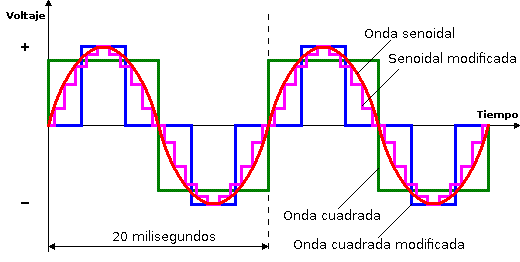 Voltaje
Onda senoidal
+
Senoidal modificada
Tiempo
−
Onda cuadrada
20 milisegundos
Onda cuadrada modificada